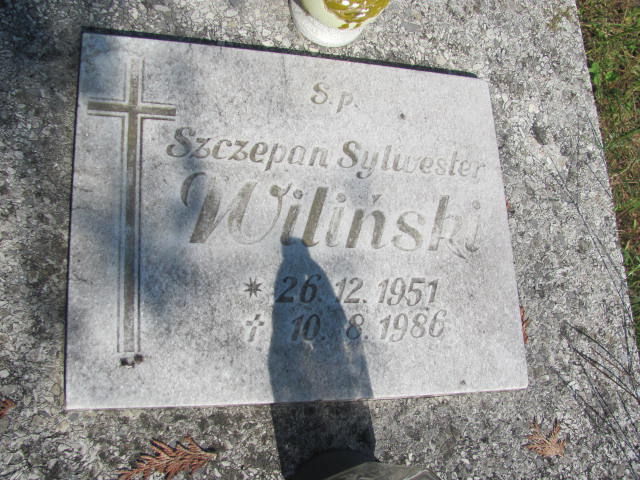 S.p.
Szczepan Sylwester
Wiliński
* 26.12.1951
† 10.8.1986